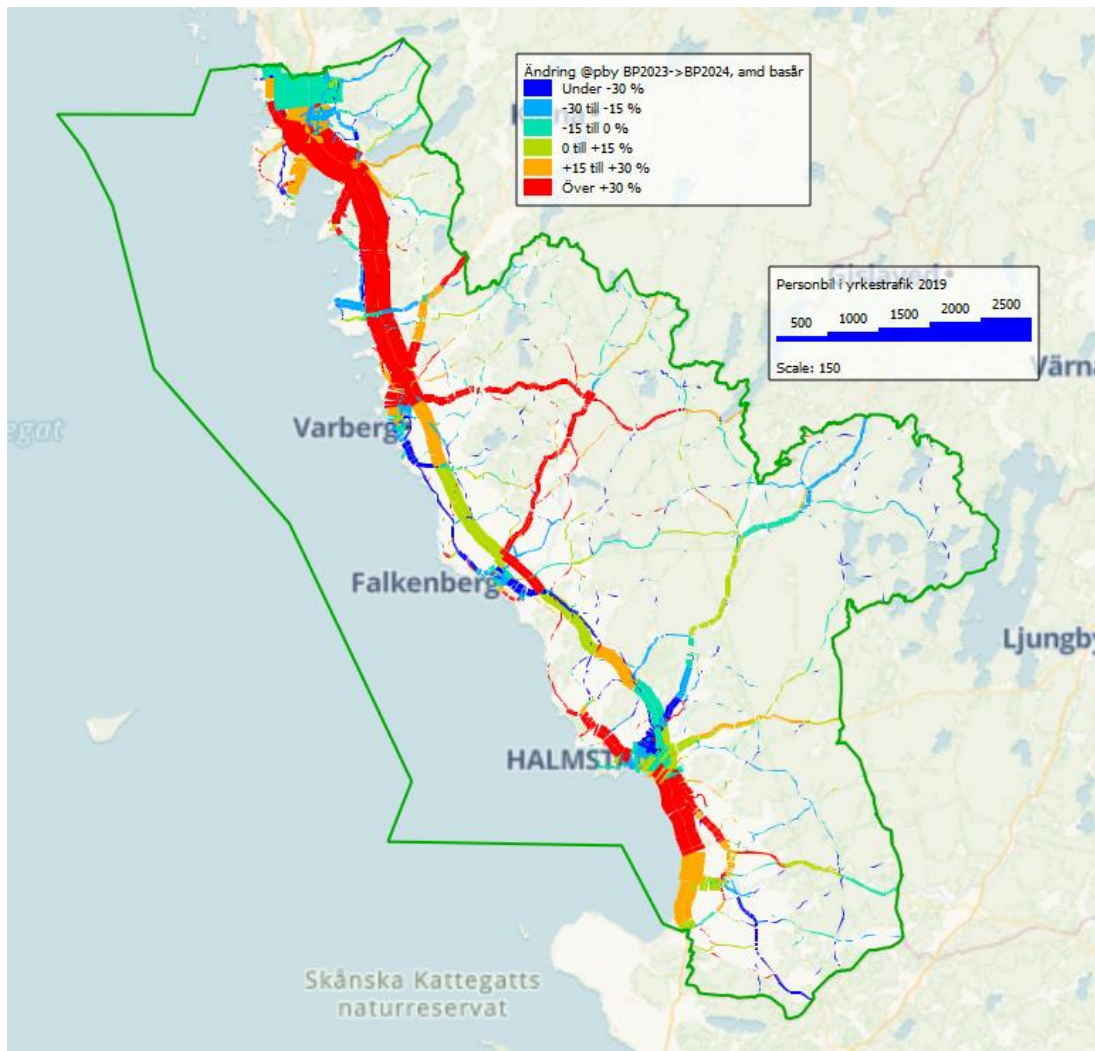 Ändring @pby BP2023->BP2024, amd basår
Under -30 %
-30 till -15 %
-15 till 0 %
0 till +15 %
+15 till +30 %
Över +30 %
Gislaved
Personbil i yrkestrafik 2019
500 1000 1500 2000 2500
Scale: 150
Värna
egat
Varberg
Falkenberg
Ljungby
HALMSTA
Skånska Kattegatts
naturreservat